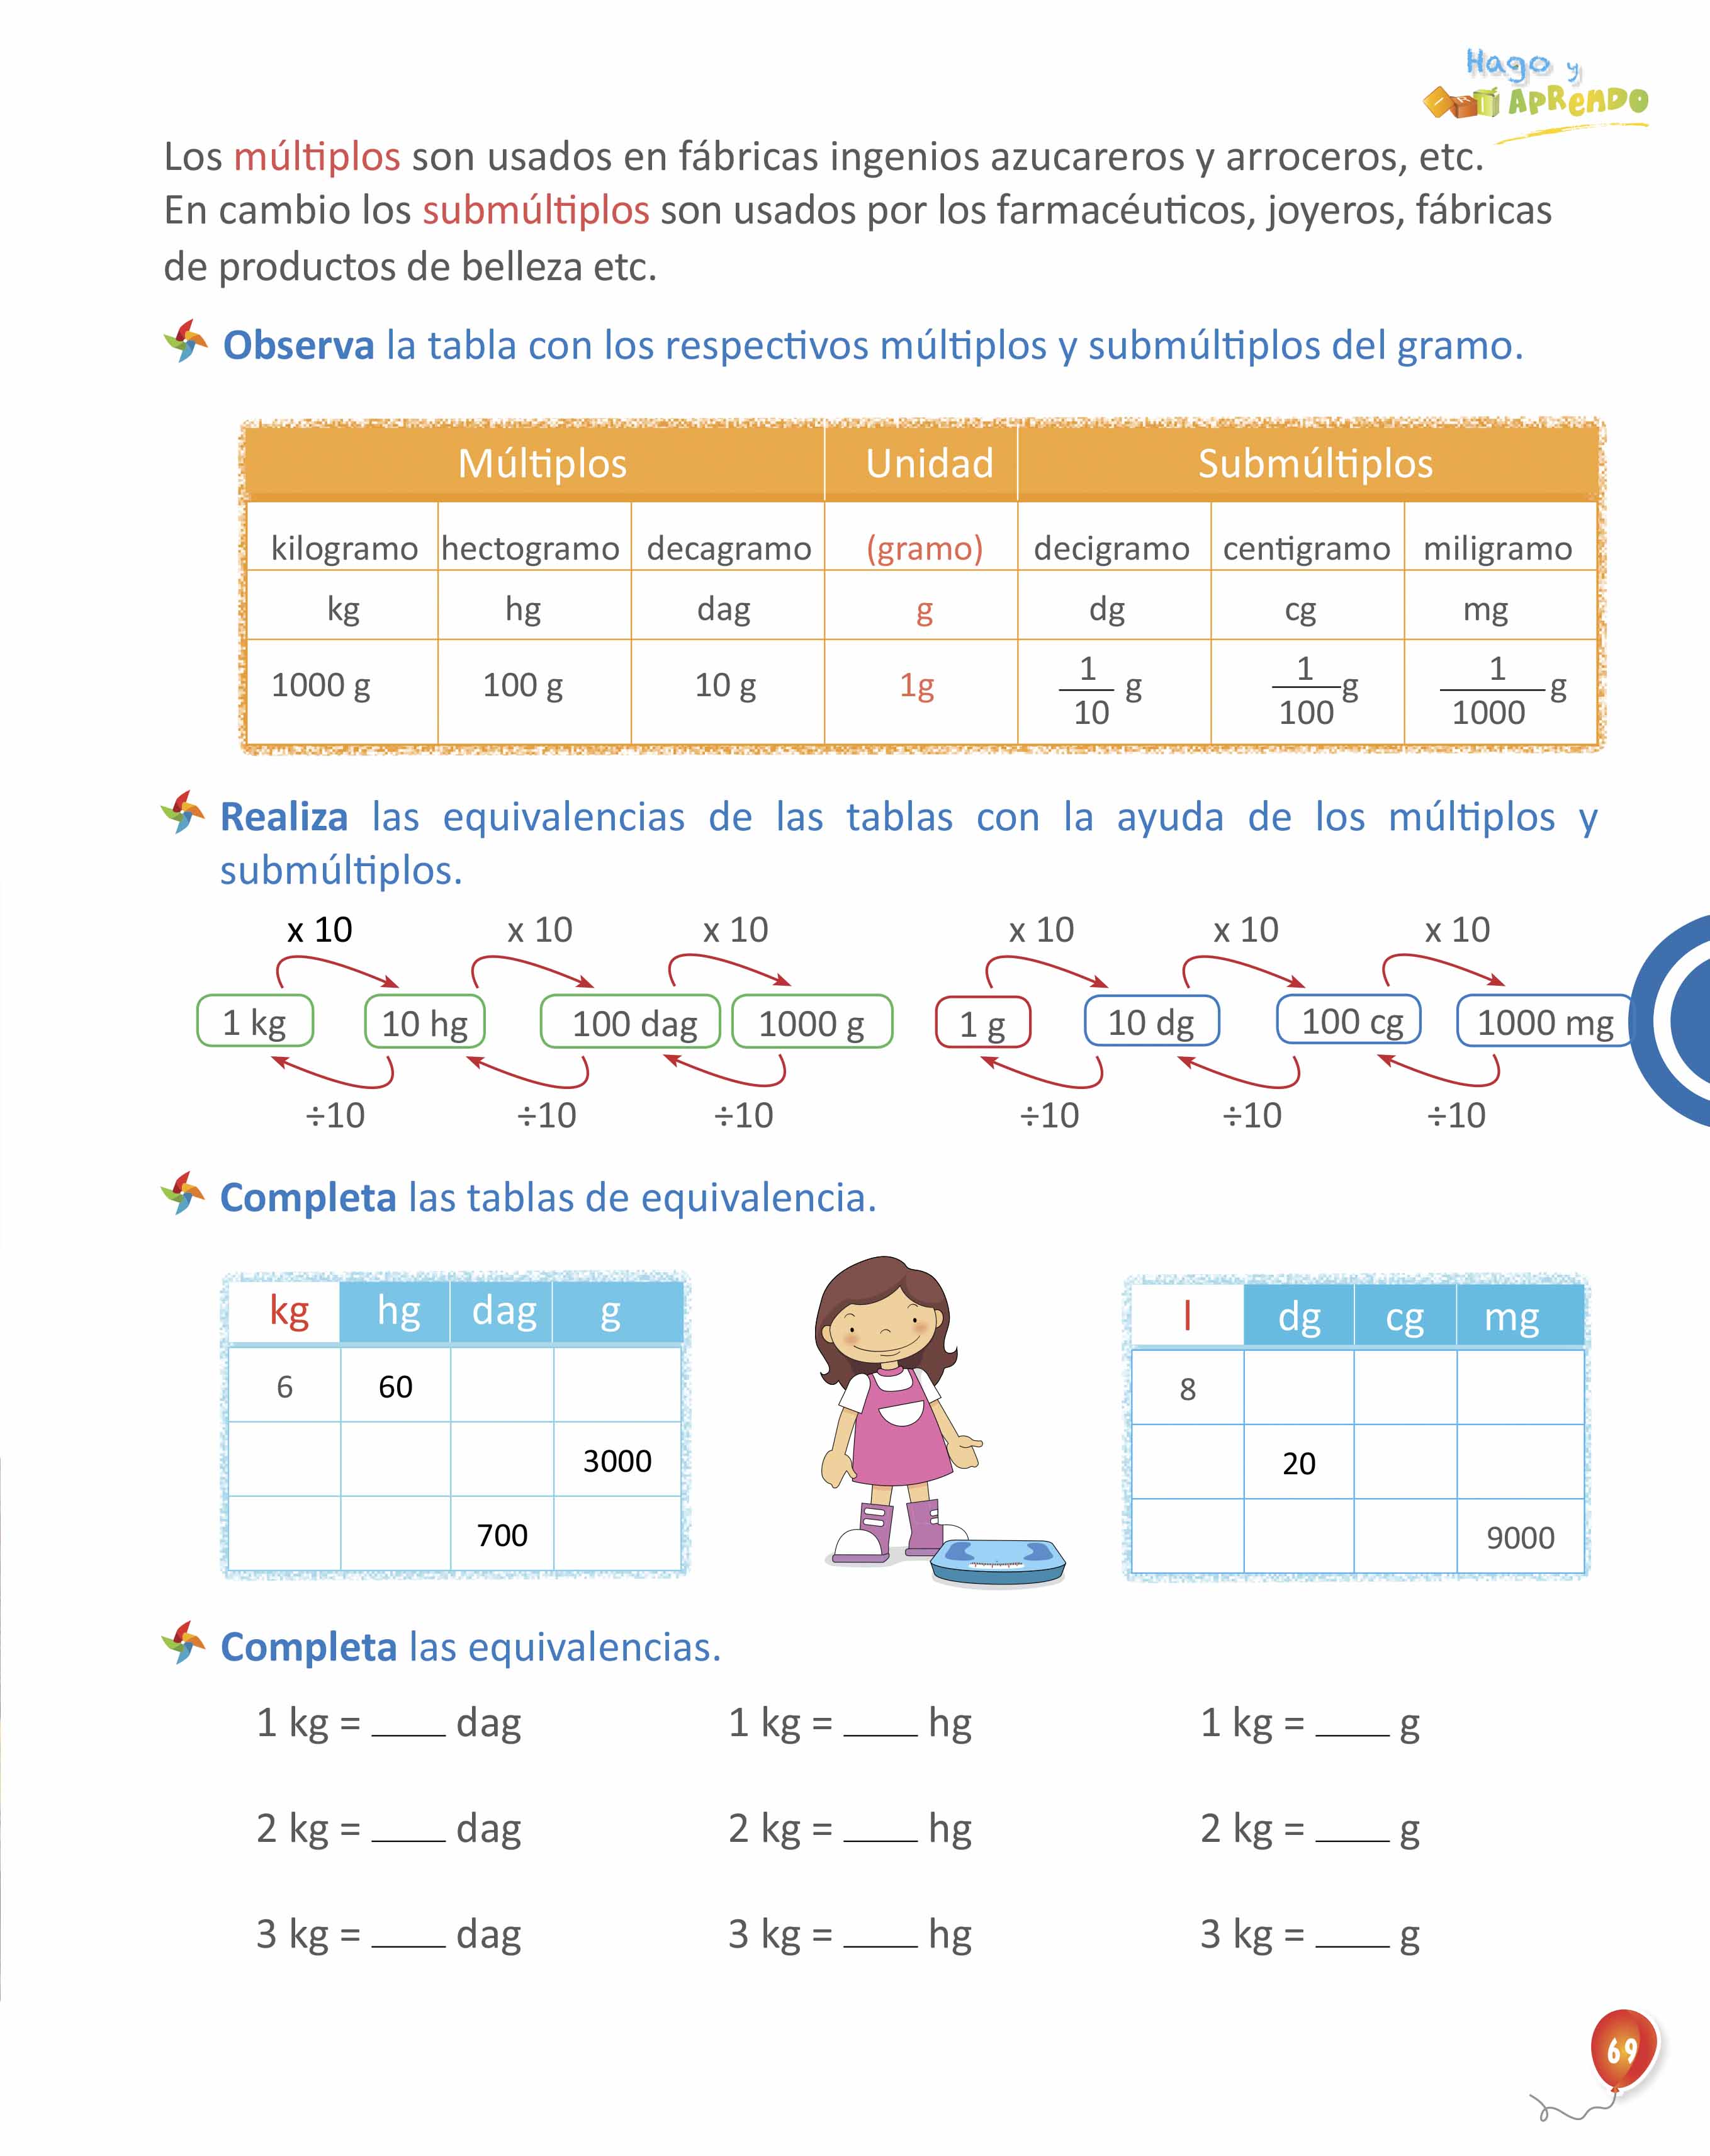 Hago y
APRENDO
Los múltiplos son usados en fábricas ingenios azucareros y arroceros, etc.
En cambio los submúltiplos son usados por los farmacéuticos, joyeros, fábricas
de productos de belleza etc.
Observa la tabla con los respectivos múltiplos y submúltiplos del gramo.
Múltiplos Unidad Submúltiplos
kilogramo hectogramo decagramo (gramo) decigramo centigramo miligramo
kg hg dag g dg cg mg
1000 g 100 g 10 g 1g 1/10 g 1/100 g 1/1000 g
Realiza las equivalencias de las tablas con la ayuda de los múltiplos y
submúltiplos.
x 10 x 10 x 10 x 10 x 10 x 10
1 kg 10 hg 100 dag 1000 g 1 g 10 dg 100 cg 1000 mg
÷10 ÷10 ÷10 ÷10 ÷10 ÷10
Completa las tablas de equivalencia.
kg hg dag g
6 60
3000
700
l dg cg mg
8
20
9000
Completa las equivalencias.
1 kg = ____ dag 1 kg = ____ hg 1 kg = ____ g
2 kg = ____ dag 2 kg = ____ hg 2 kg = ____ g
3 kg = ____ dag 3 kg = ____ hg 3 kg = ____ g
69